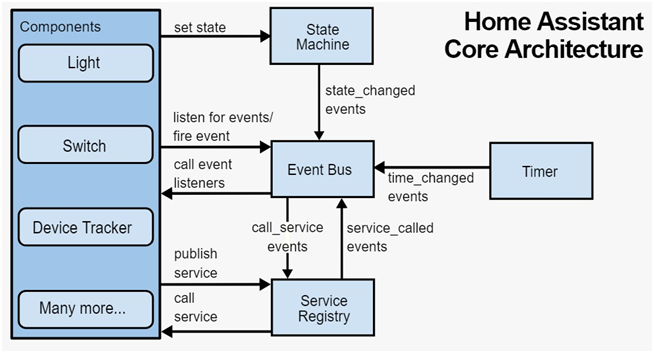 Home Assistant
Core Architecture
Components
Light
Switch
Device Tracker
Many more...
set state
State
Machine
state_changed
events
listen for events/
fire event
call event
listeners
Event Bus
time_changed
events
Timer
call_service
events
service_called
events
publish
service
call
service
Service
Registry